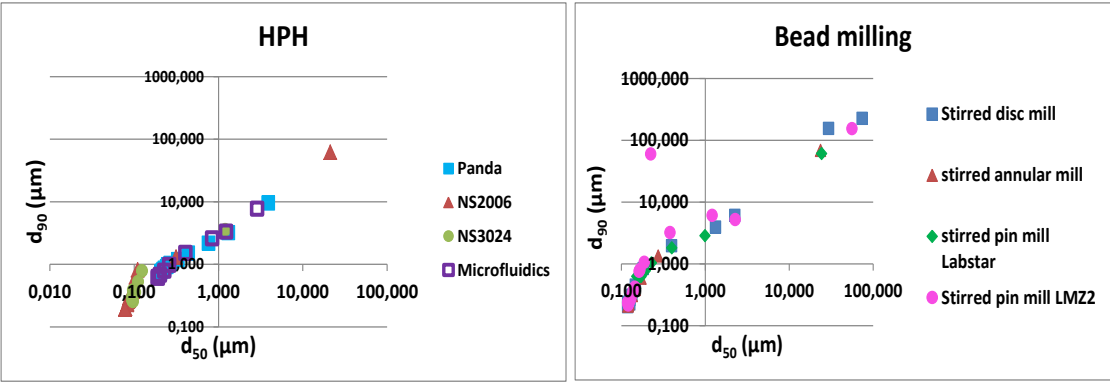 HPH
1000,000
100,000
10,000
1,000
0,100
0,010 0,100 1,000 10,000 100,000
d90 (µm)
d50 (µm)
Panda
NS2006
NS3024
Microfluidics
Bead milling
1000,000
100,000
10,000
1,000
0,100
0,100 1,000 10,000 100,000
d90 (µm)
d50 (µm)
Stirred disc mill
stirred annular mill
stirred pin mill
Labstar
Stirred pin mill LMZ2